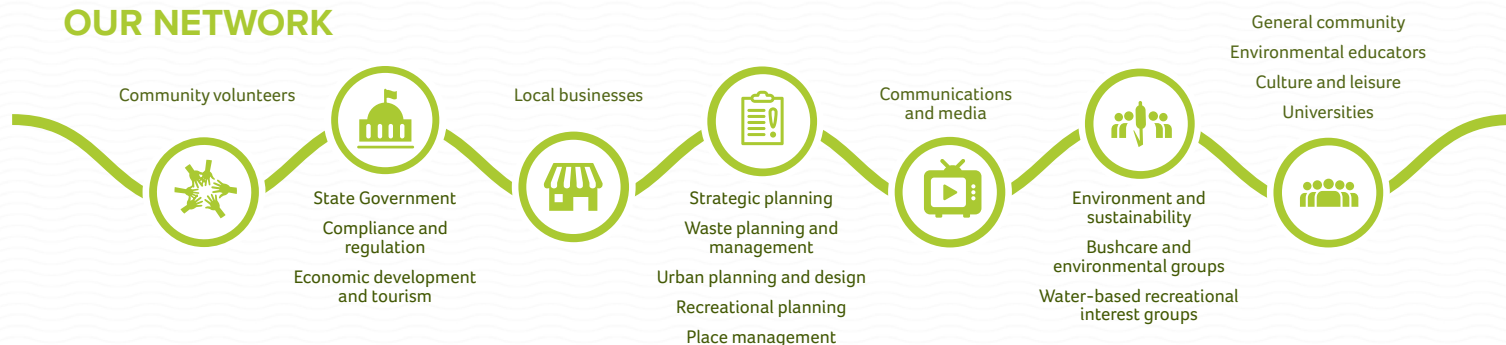 OUR NETWORK
Community volunteers
State Government
Compliance and
regulation
Economic development
and tourism
Local businesses
Strategic planning
Waste planning and
management
Urban planning and design
Recreational planning
Place management
Communications
and media
Environment and
sustainability
Bushcare and
environmental groups
Water-based recreational
interest groups
General community
Environmental educators
Culture and leisure
Universities